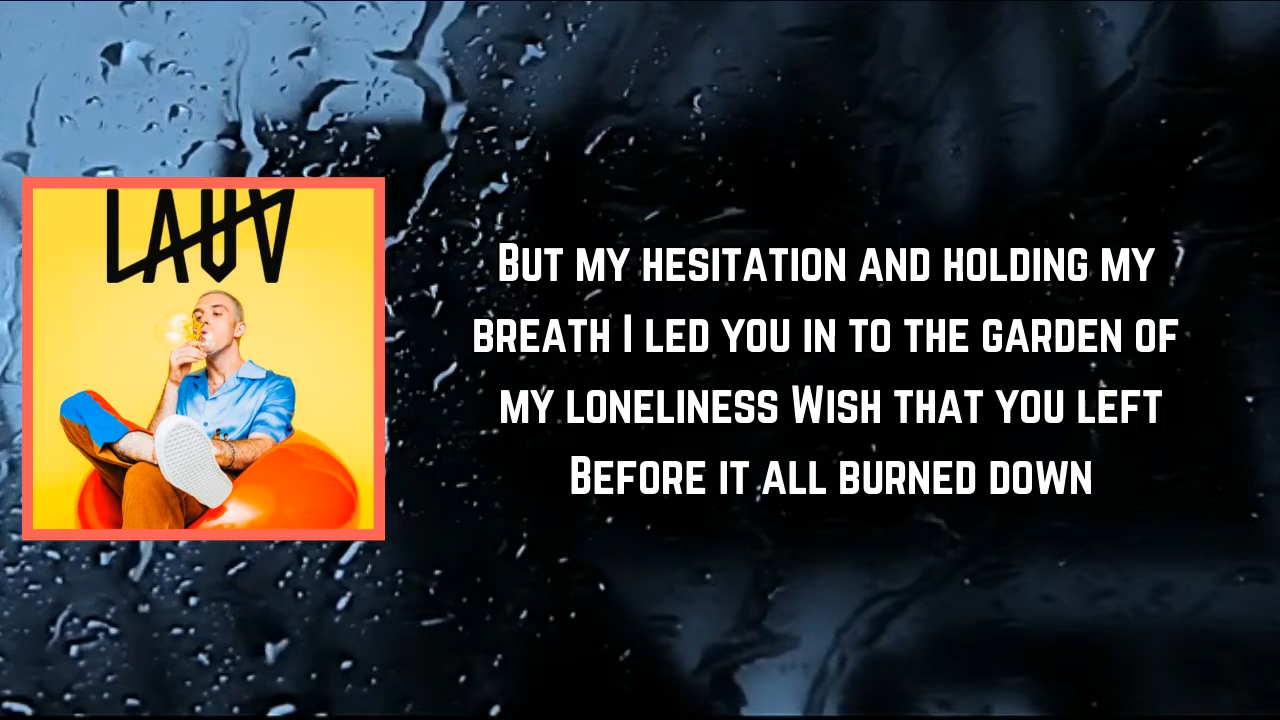 LAUV
But my hesitation and holding my
breath I led you in to the garden of
my loneliness Wish that you left
Before it all burned down